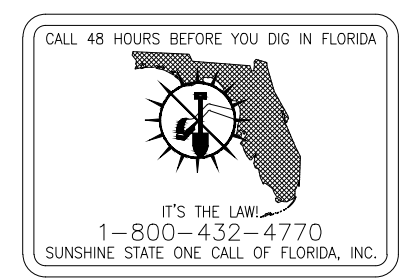 CALL 48 HOURS BEFORE YOU DIG IN FLORIDA
IT'S THE LAW!
1-800-432-4770
SUNSHINE STATE ONE CALL OF FLORIDA, INC.